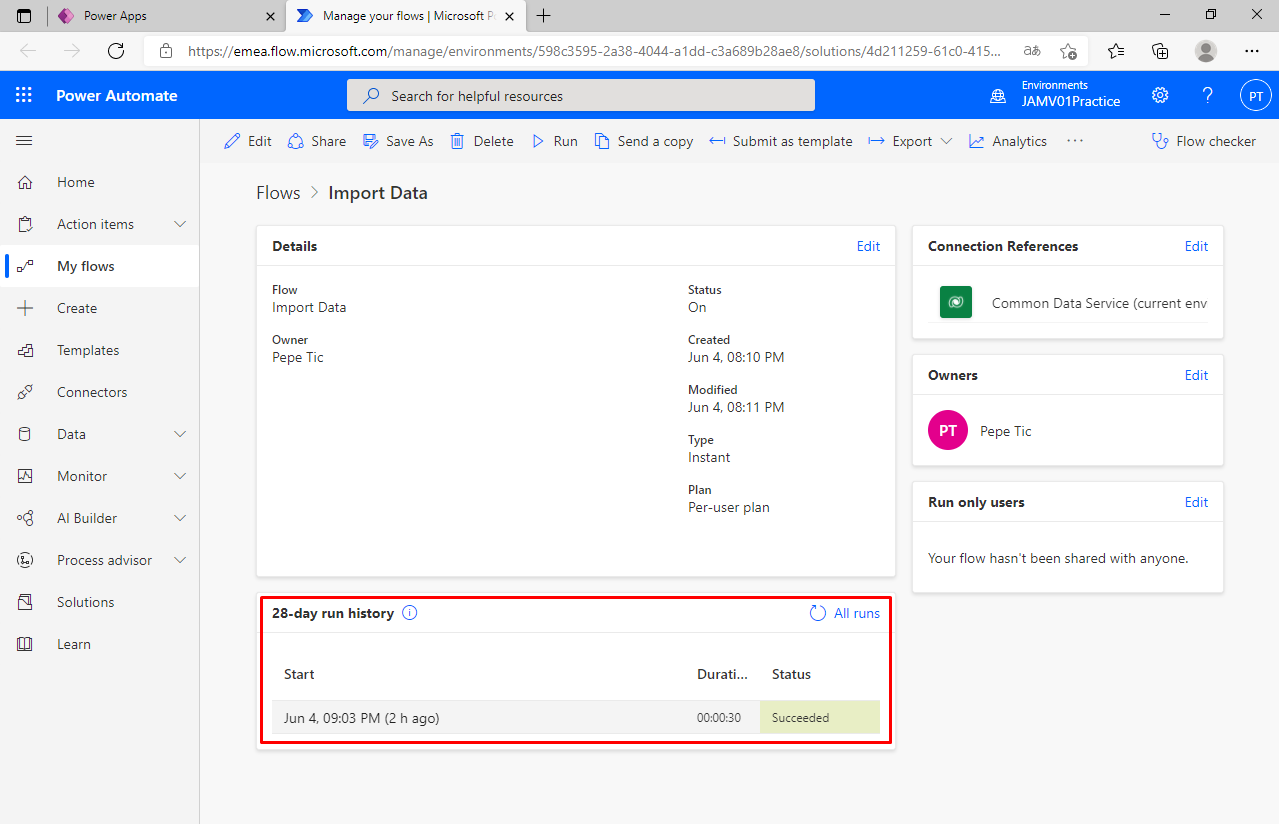 Power Apps
Manage your flows | Microsoft P
https://emea.flow.microsoft.com/manage/environments/598c3595-2a38-4044-a1dd-c3a689b28ae8/solutions/4d211259-61c0-415...
Power Automate
Search for helpful resources
Environments
JAMV01Practice
PT
Edit
Share
Save As
Delete
Run
Send a copy
Submit as template
Export
Analytics
Flow checker
Home
Action items
My flows
Create
Templates
Connectors
Data
Monitor
AI Builder
Process advisor
Solutions
Learn
Flows > Import Data
Details
Edit
Flow
Import Data
Owner
Pepe Tic
Status
On
Created
Jun 4, 08:10 PM
Modified
Jun 4, 08:11 PM
Type
Instant
Plan
Per-user plan
28-day run history
All runs
Start Durati... Status
Jun 4, 09:03 PM (2 h ago) 00:00:30 Succeeded
Connection References
Edit
Common Data Service (current env
Owners
Edit
PT
Pepe Tic
Run only users
Edit
Your flow hasn't been shared with anyone.